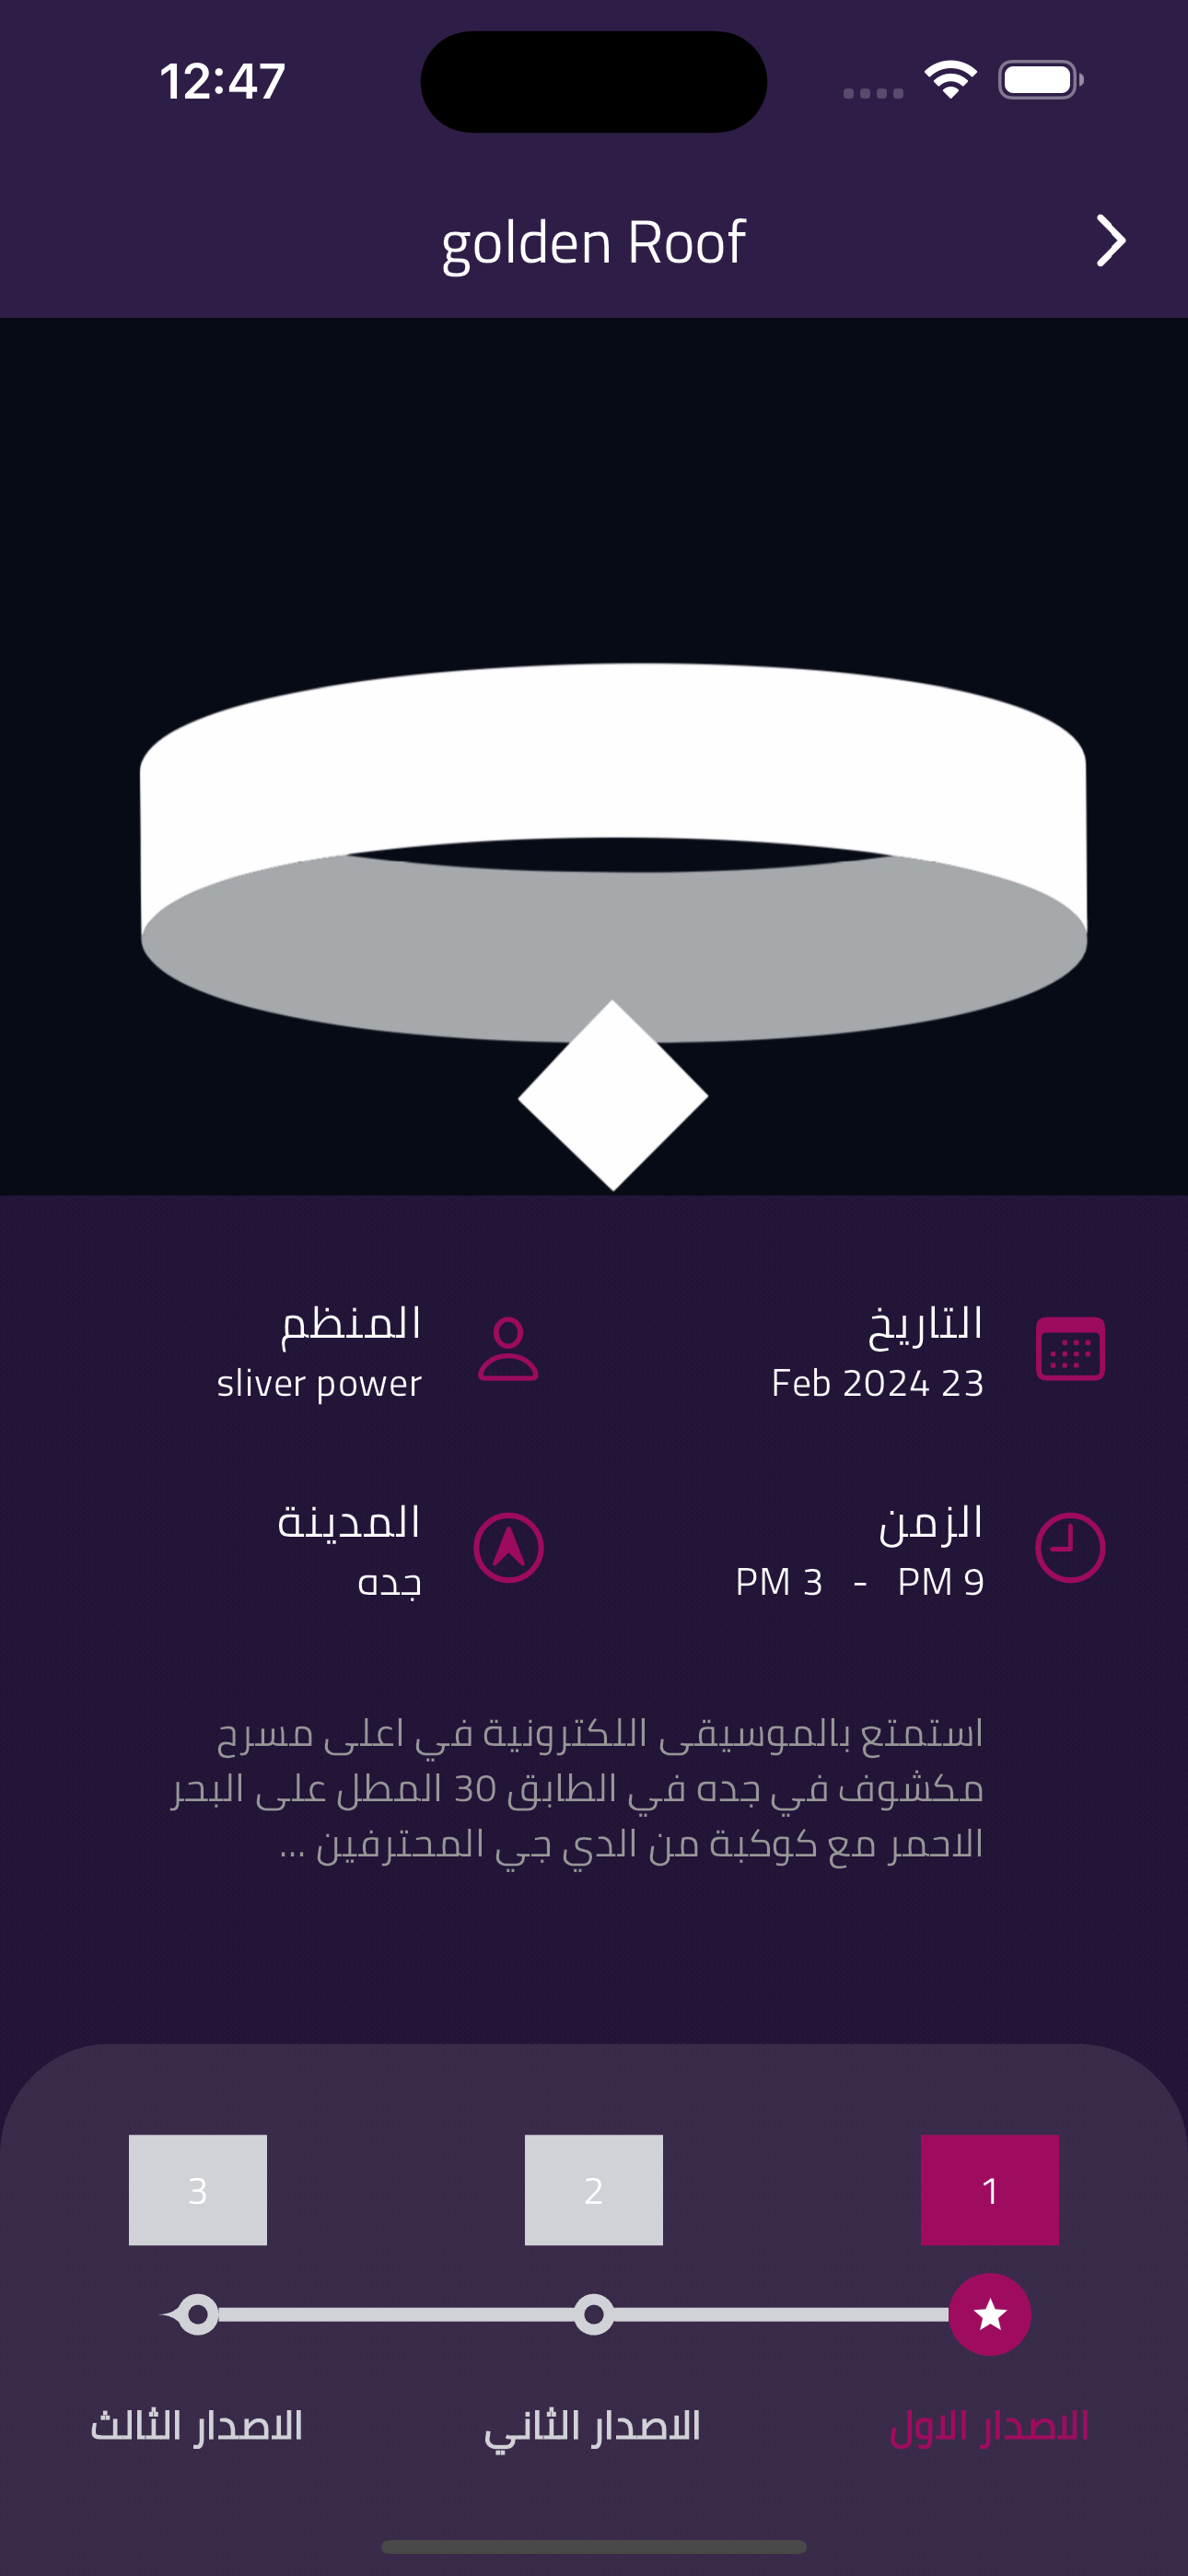 12:47
golden Roof
التاريخ
23 Feb 2024
المنظم
sliver power
الزمن
9 PM - 3 PM
المدينة
جده
استمتع بالموسيقى اللكترونية في اعلى مسرح
مكشوف في جده في الطابق 30 المطل على البحر
الاحمر مع كوكبة من الدي جي المحترفين ...
1
2
3
الاصدار الاول
الاصدار الثاني
الاصدار الثالث